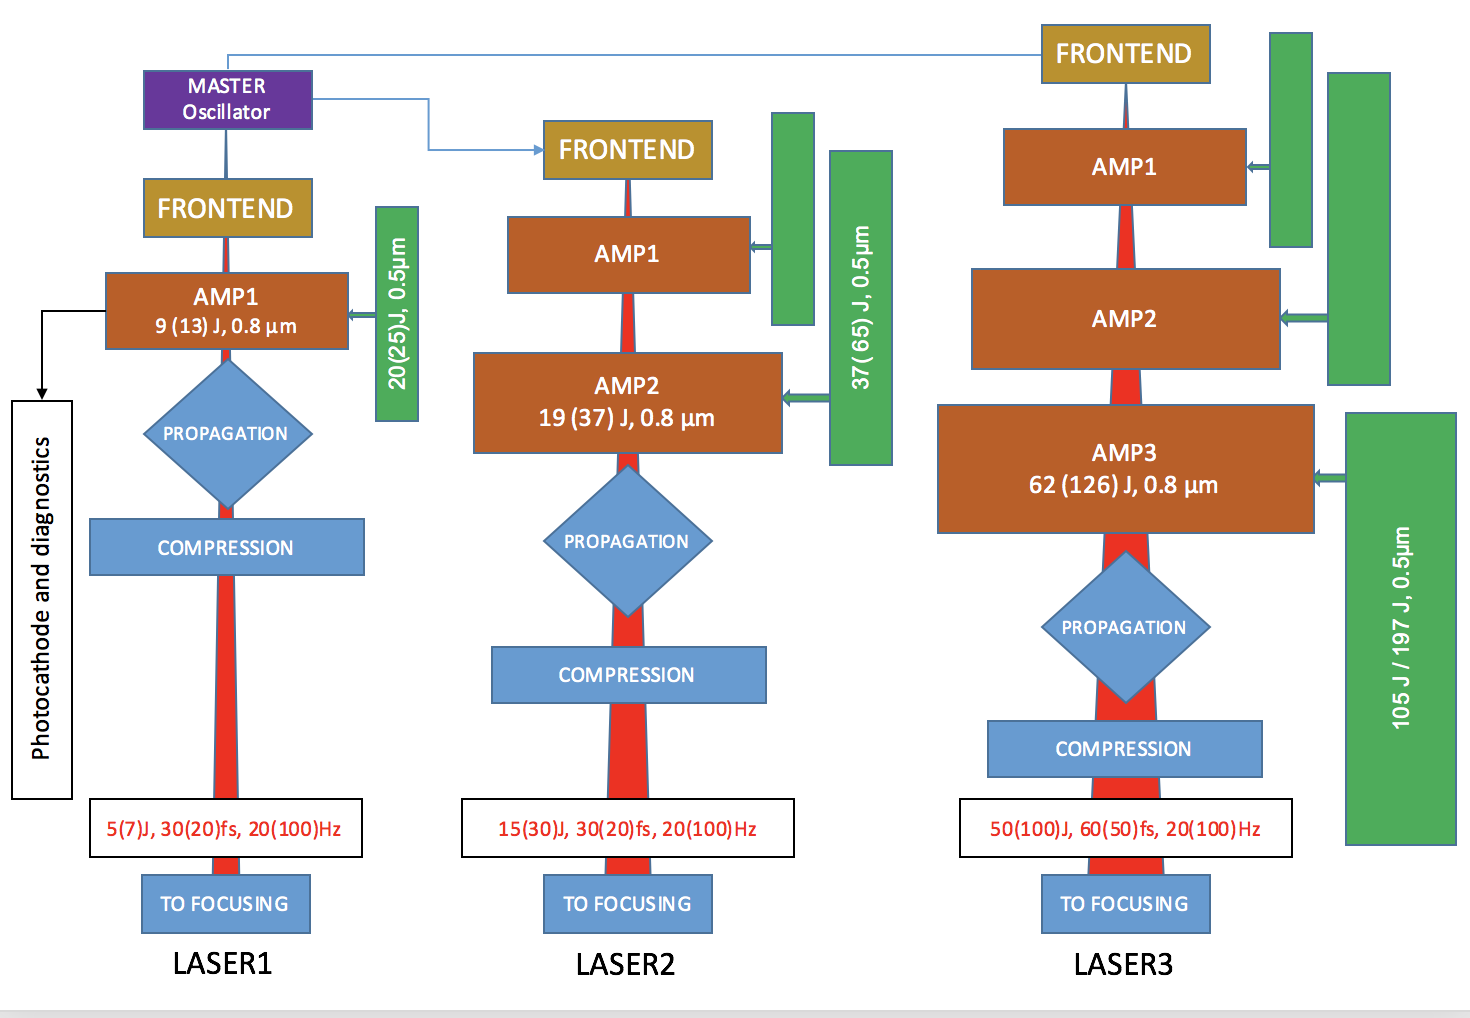 MASTER
Oscillator
FRONTEND
AMP1
9 (13) J, 0.8 µm
20(25)J, 0.5µm
Photocathode and diagnostics
PROPAGATION
COMPRESSION
5(7)J, 30(20)fs, 20(100)Hz
TO FOCUSING
LASER1
FRONTEND
AMP1
AMP2
19 (37) J, 0.8 µm
37( 65) J, 0.5µm
PROPAGATION
COMPRESSION
15(30)J, 30(20)fs, 20(100)Hz
TO FOCUSING
LASER2
FRONTEND
AMP1
AMP2
AMP3
62 (126) J, 0.8 µm
105 J / 197 J, 0.5µm
PROPAGATION
COMPRESSION
50(100)J, 60(50)fs, 20(100)Hz
TO FOCUSING
LASER3